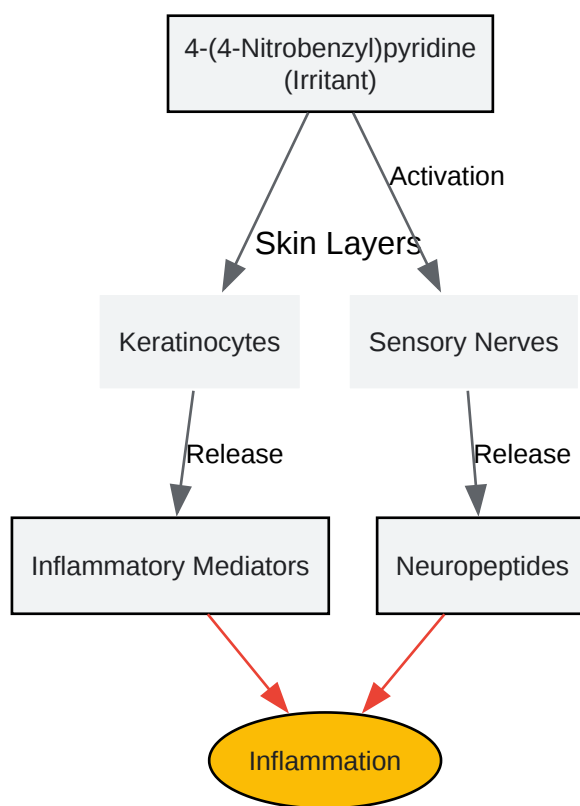 4-(4-Nitrobenzyl)pyridine
(Irritant)
Activation
Skin Layers
Keratinocytes
Sensory Nerves
Release
Release
Inflammatory Mediators
Neuropeptides
Inflammation